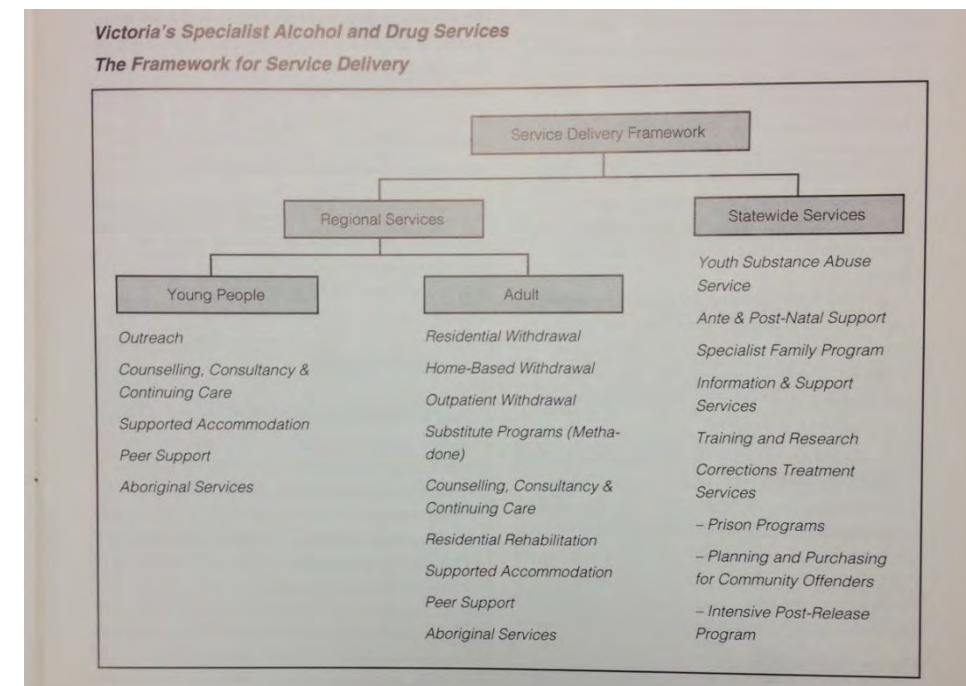 Victoria's Specialist Alcohol and Drug Services
The Framework for Service Delivery
Service Delivery Framework
Regional Services
Statewide Services
Young People
Adult
Outreach
Counselling, Consultancy &
Continuing Care
Supported Accommodation
Peer Support
Aboriginal Services
Residential Withdrawal
Home-Based Withdrawal
Outpatient Withdrawal
Substitute Programs (Metha-
done)
Counselling, Consultancy &
Continuing Care
Residential Rehabilitation
Supported Accommodation
Peer Support
Aboriginal Services
Youth Substance Abuse
Service
Ante & Post-Natal Support
Specialist Family Program
Information & Support
Services
Training and Research
Corrections Treatment
Services
– Prison Programs
– Planning and Purchasing
for Community Offenders
– Intensive Post-Release
Program